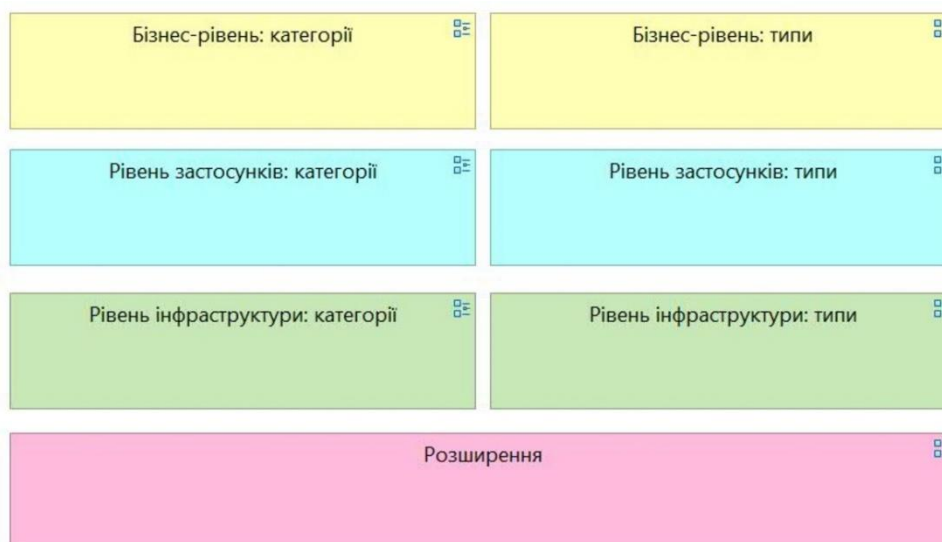 Бізнес-рівень: категорії
Бізнес-рівень: типи
Рівень застосунків: категорії
Рівень застосунків: типи
Рівень інфраструктури: категорії
Рівень інфраструктури: типи
Розширення